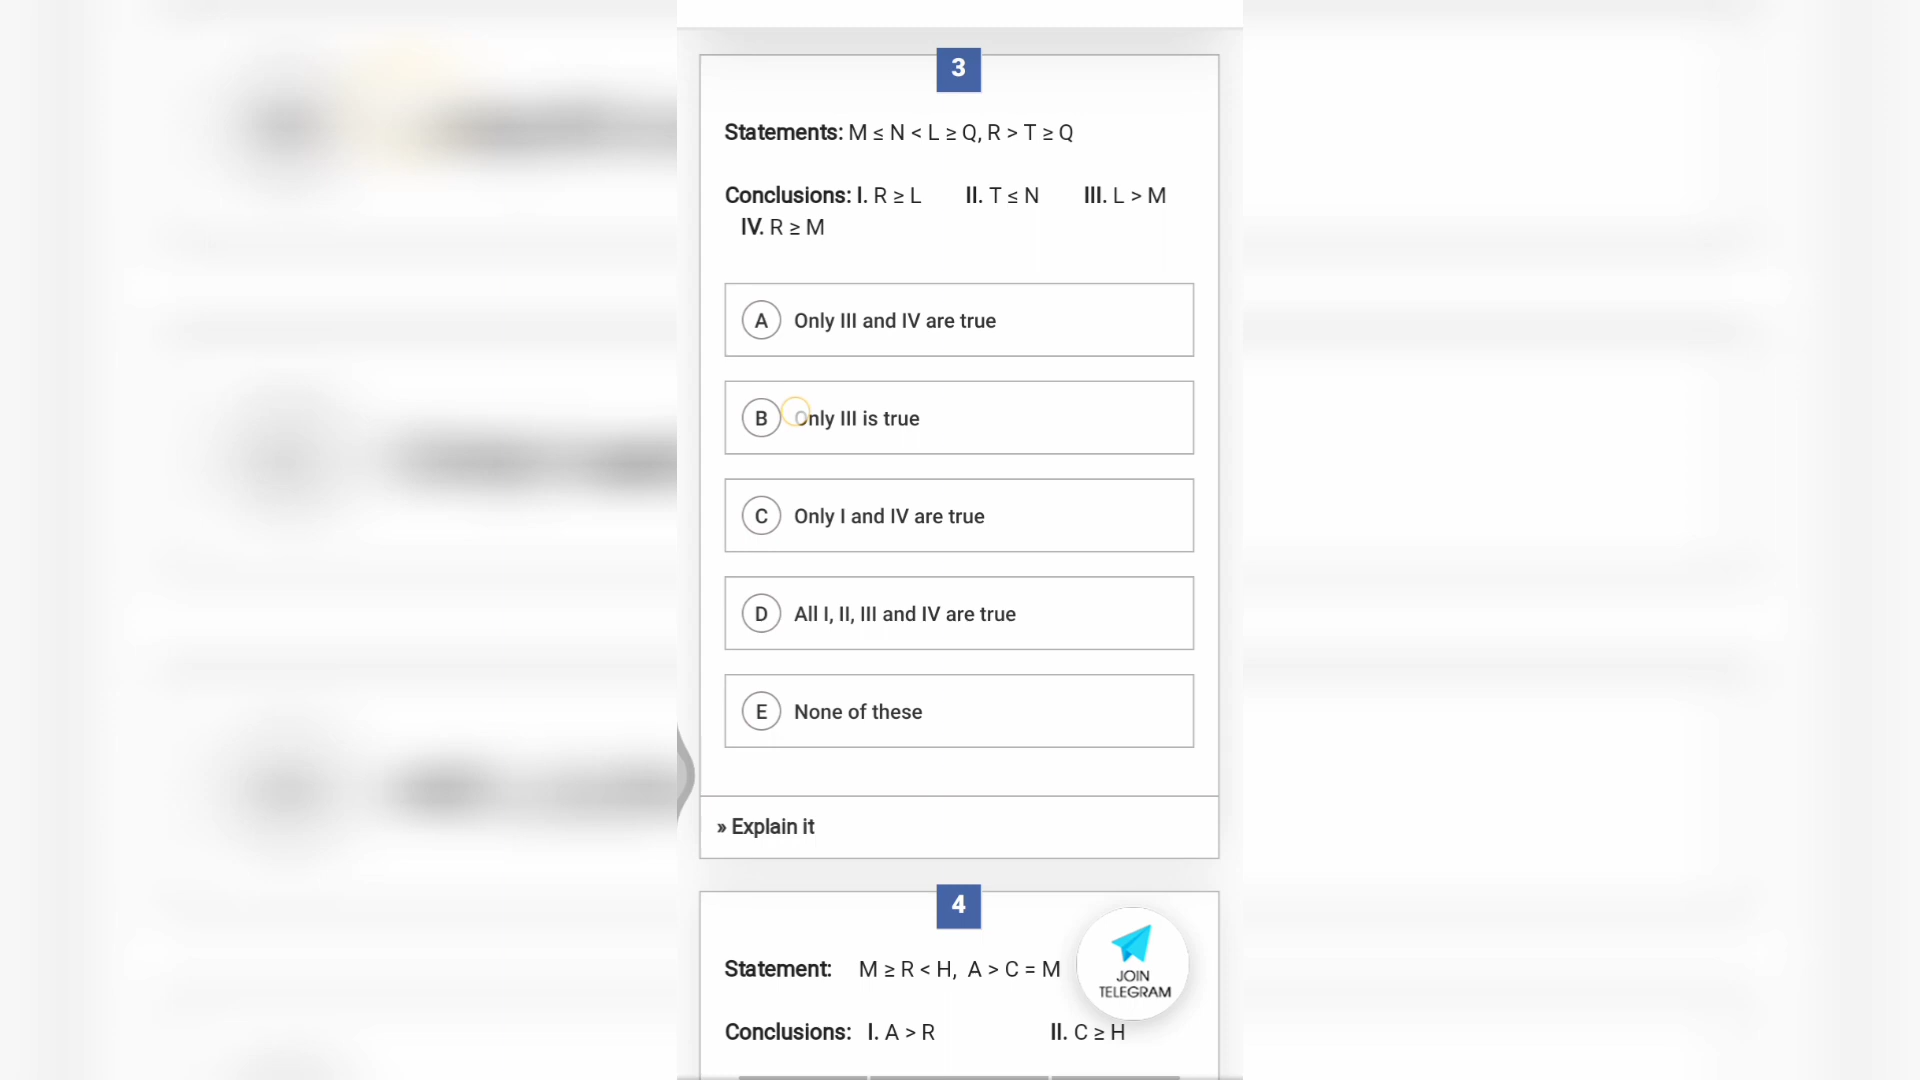 3
Statements: M ≤ N < L ≥ Q, R > T ≥ Q
Conclusions: I. R ≥ L II. T ≤ N III. L > M
IV. R ≥ M
A Only III and IV are true
B Only III is true
C Only I and IV are true
D All I, II, III and IV are true
E None of these
» Explain it
4
Statement: M ≥ R < H, A > C = M
JOIN
TELEGRAM
Conclusions: I. A > R II. C ≥ H